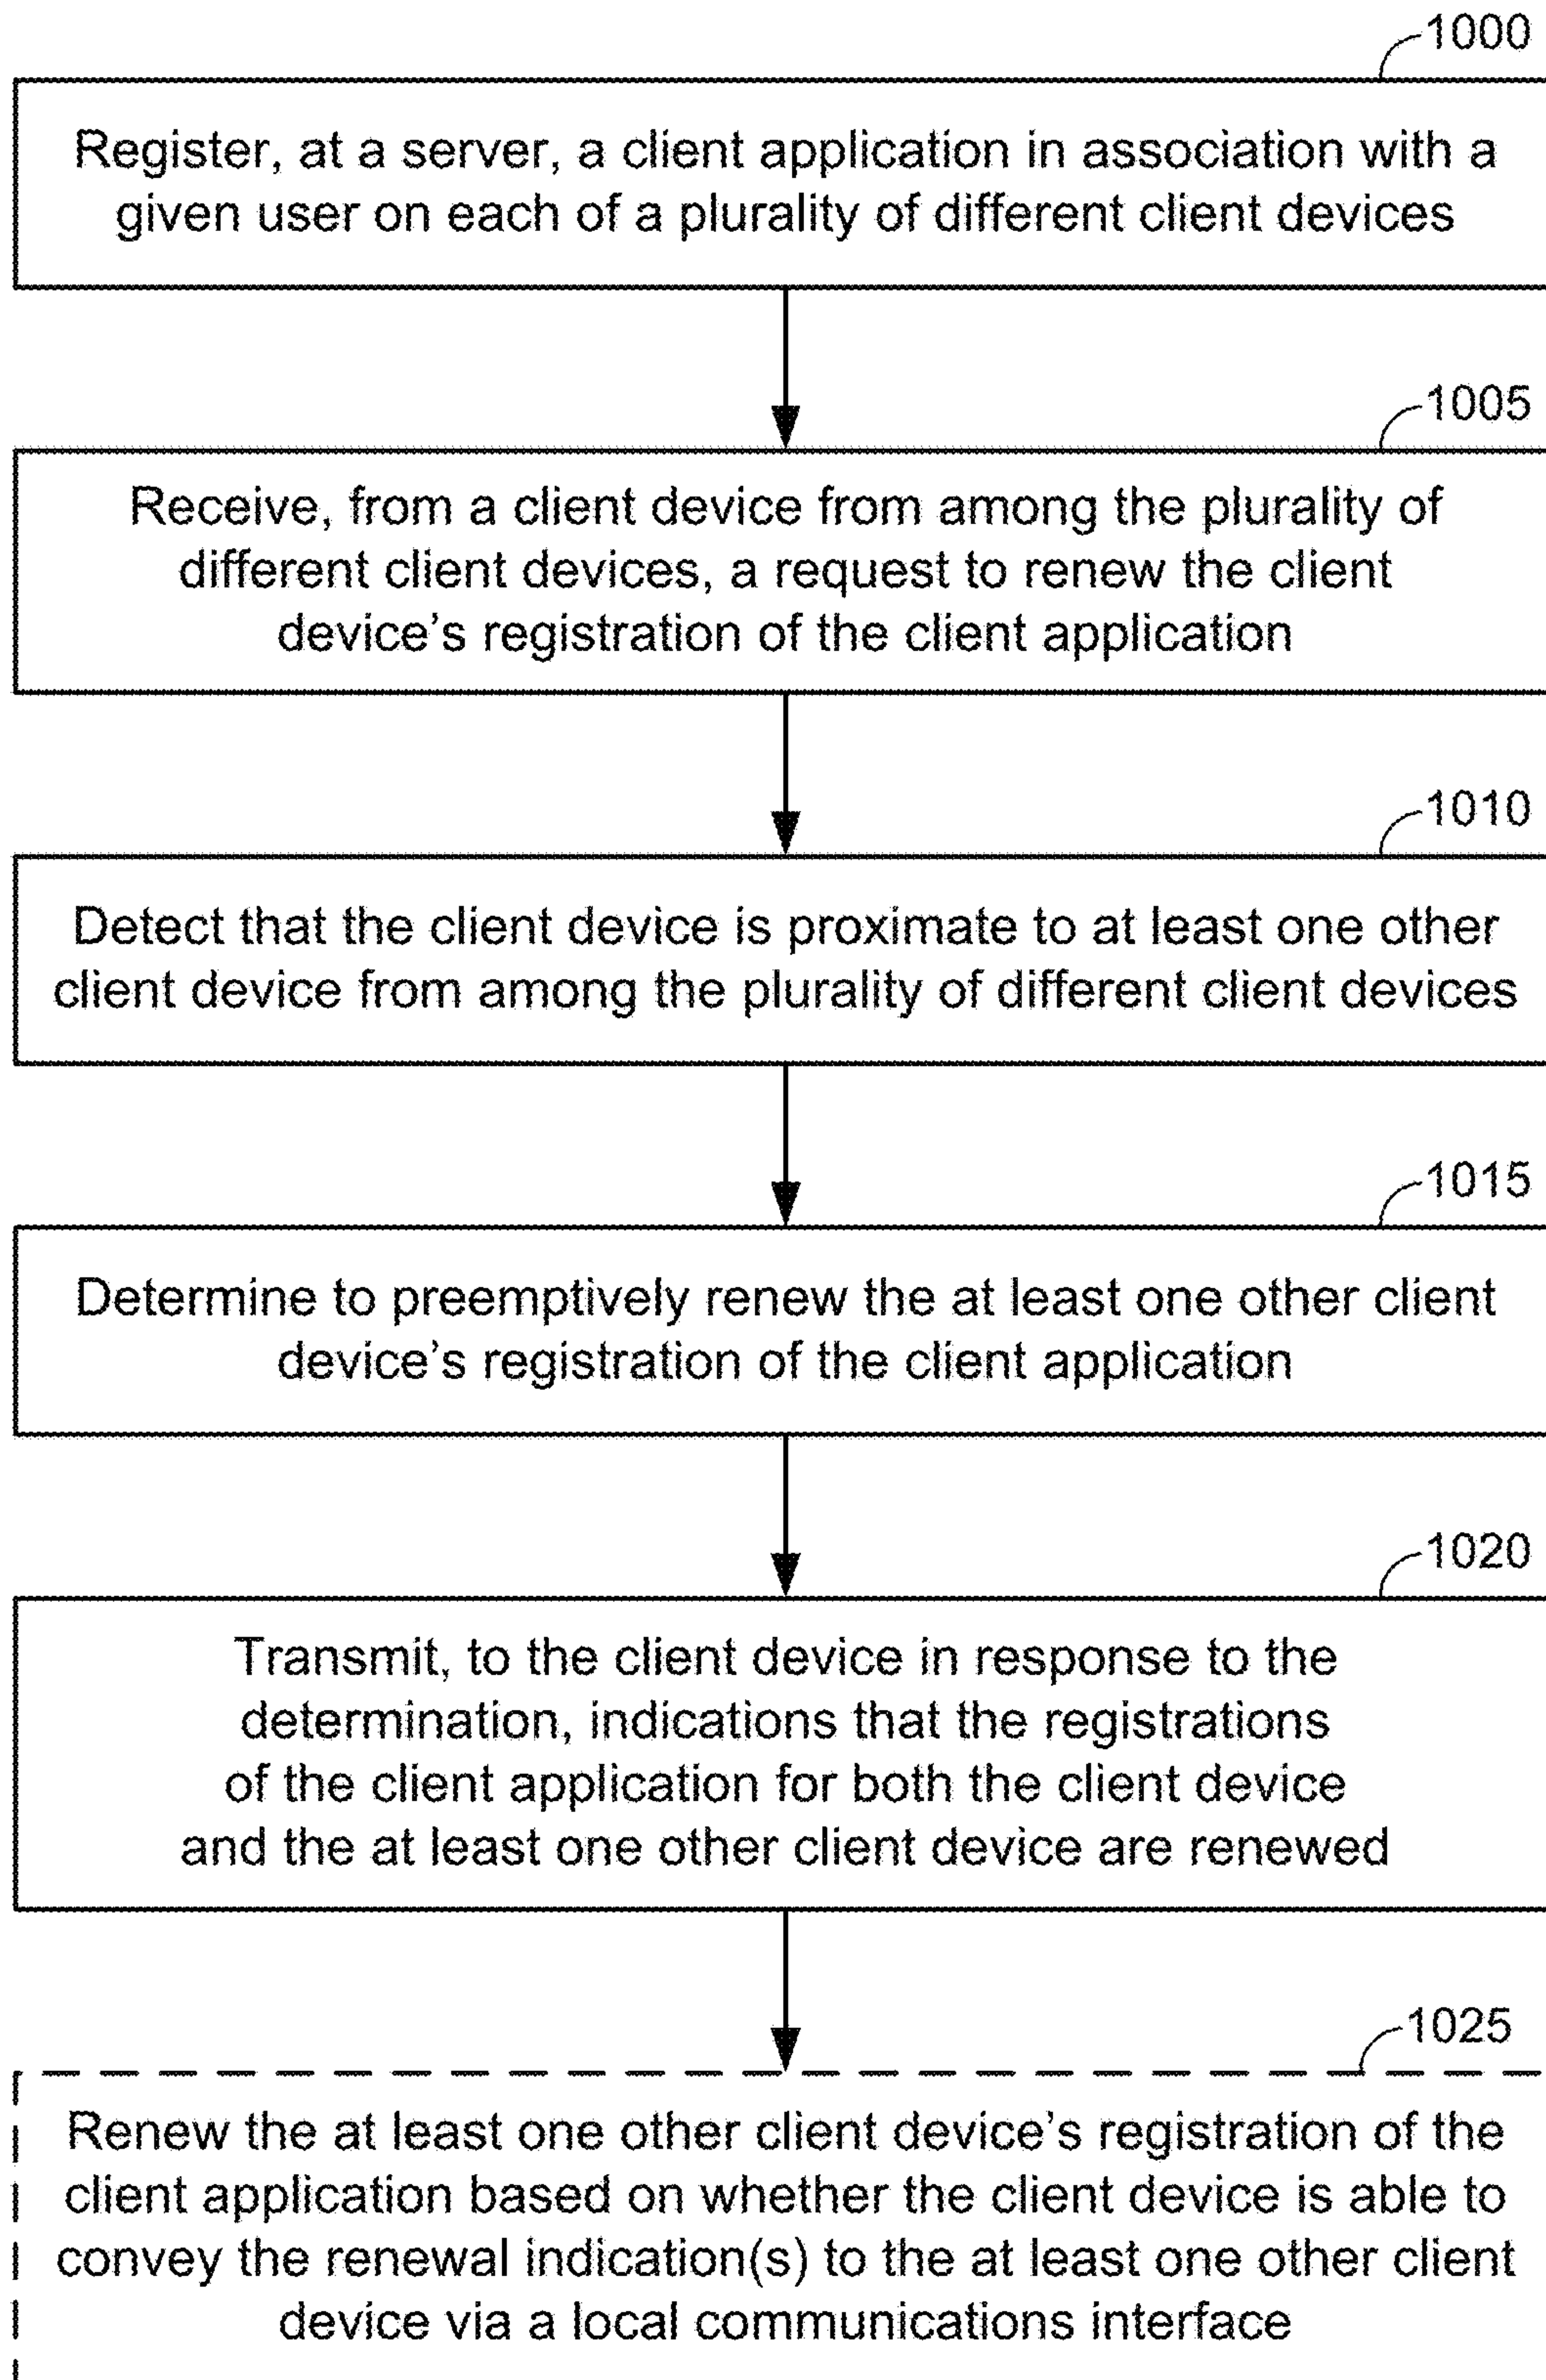 1000
Register, at a server, a client application in association with a
given user on each of a plurality of different client devices
1005
Receive, from a client device from among the plurality of
different client devices, a request to renew the client
device's registration of the client application
1010
Detect that the client device is proximate to at least one other
client device from among the plurality of different client devices
1015
Determine to preemptively renew the at least one other client
device's registration of the client application
1020
Transmit, to the client device in response to the
determination, indications that the registrations
of the client application for both the client device
and the at least one other client device are renewed
1025
Renew the at least one other client device's registration of the
client application based on whether the client device is able to
convey the renewal indication(s) to the at least one other client
device via a local communications interface